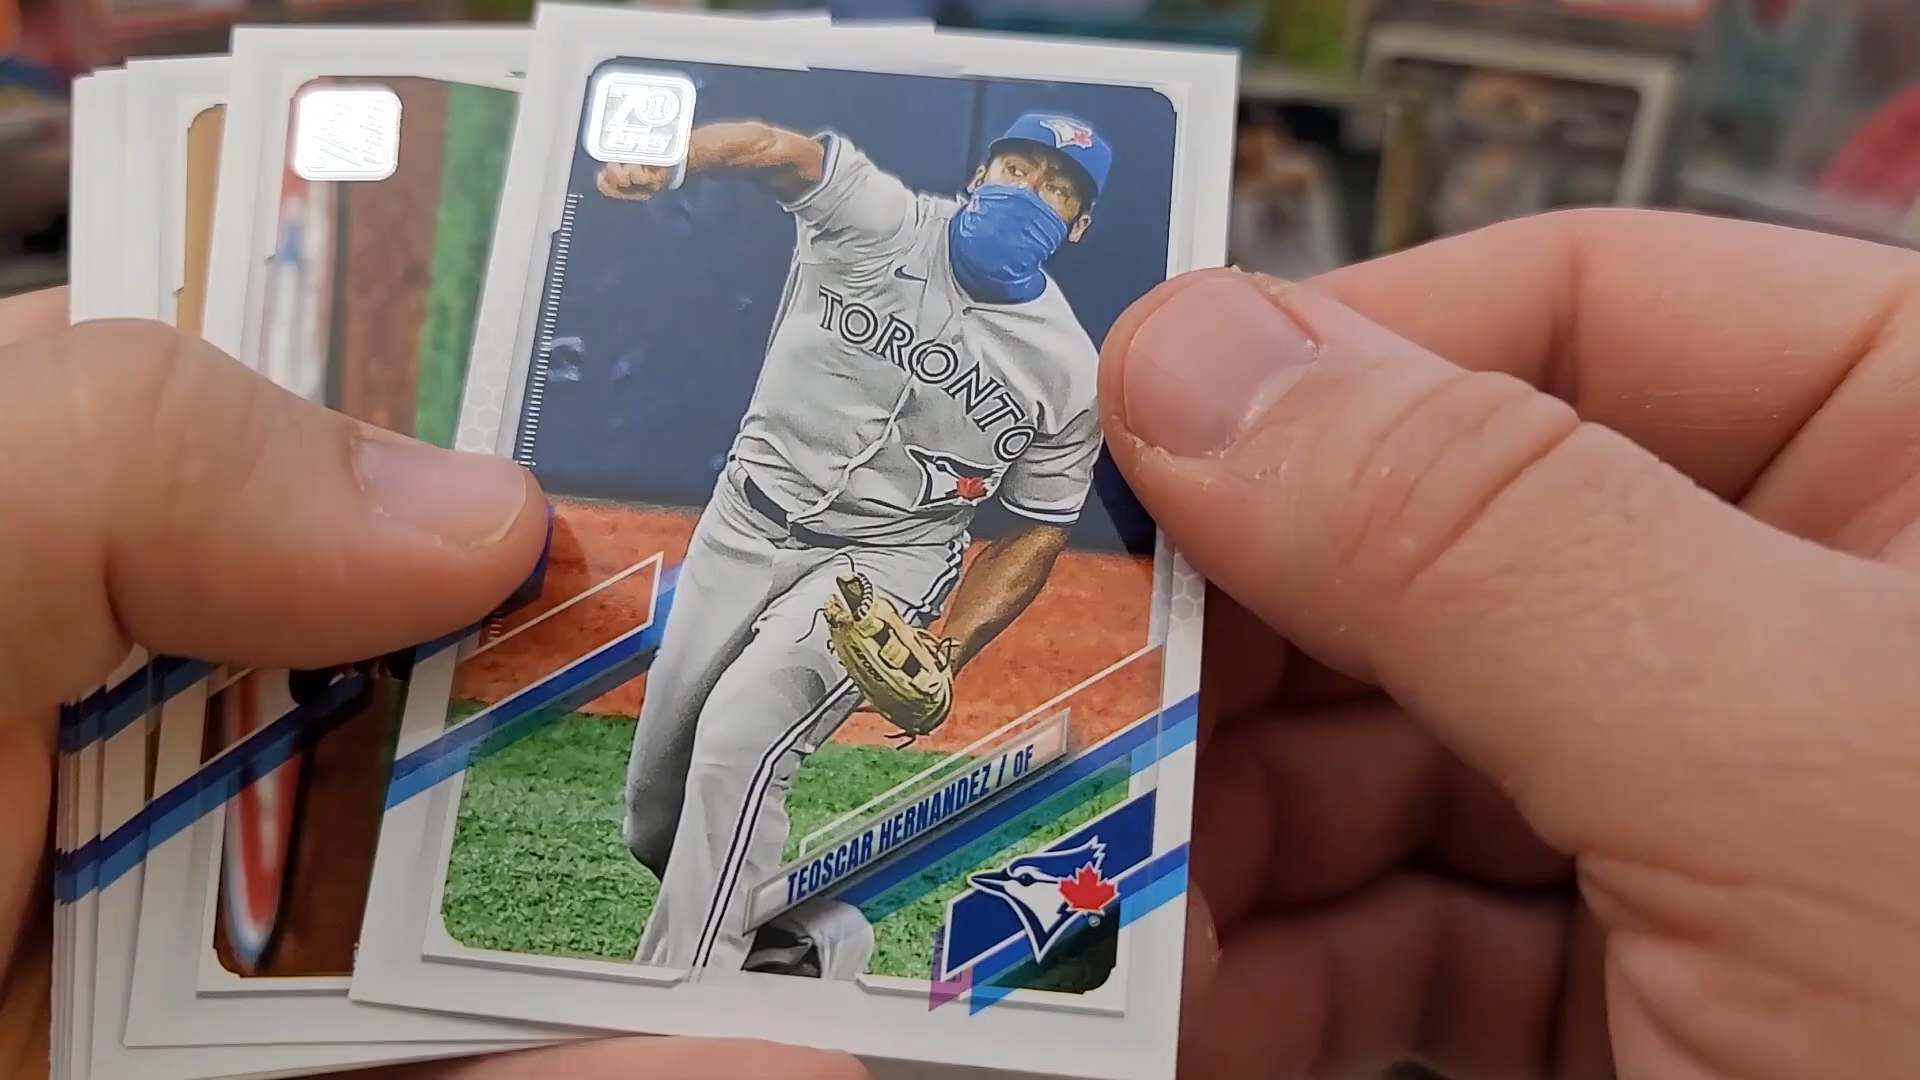 70
TOPPS
TORONTO
TEOSCAR HERNANDEZ / OF